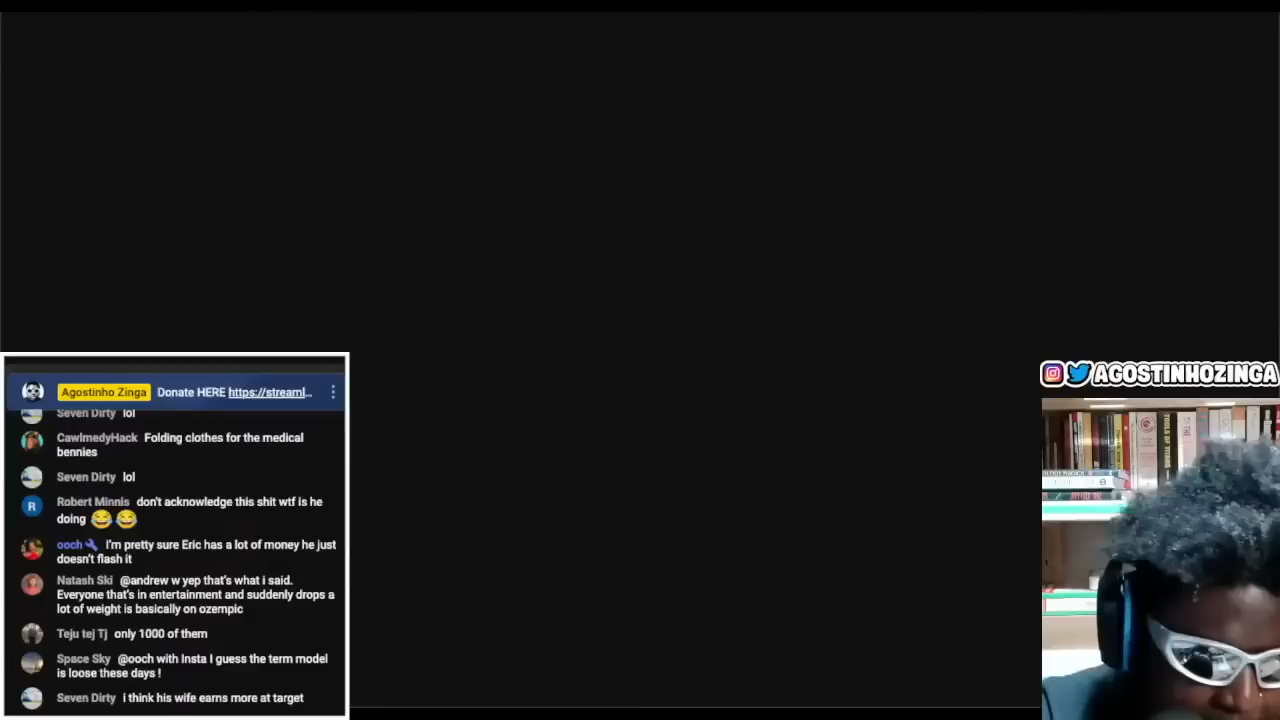 Agostinho Zinga Donate HERE https://streaml...
Seven Dirty lol
CawlmedyHack Folding clothes for the medical
bennies
Seven Dirty lol
R Robert Minnis don't acknowledge this shit wtf is he
doing 😂 😂
ooch I'm pretty sure Eric has a lot of money he just
doesn't flash it
Natash Ski @andrew w yep that's what i said.
Everyone that's in entertainment and suddenly drops a
lot of weight is basically on ozempic
Teju tej Tj only 1000 of them
Space Sky @ooch with Insta I guess the term model
is loose these days !
Seven Dirty i think his wife earns more at target
AGOSTINHOZINGA
TOOLS OF TITANS